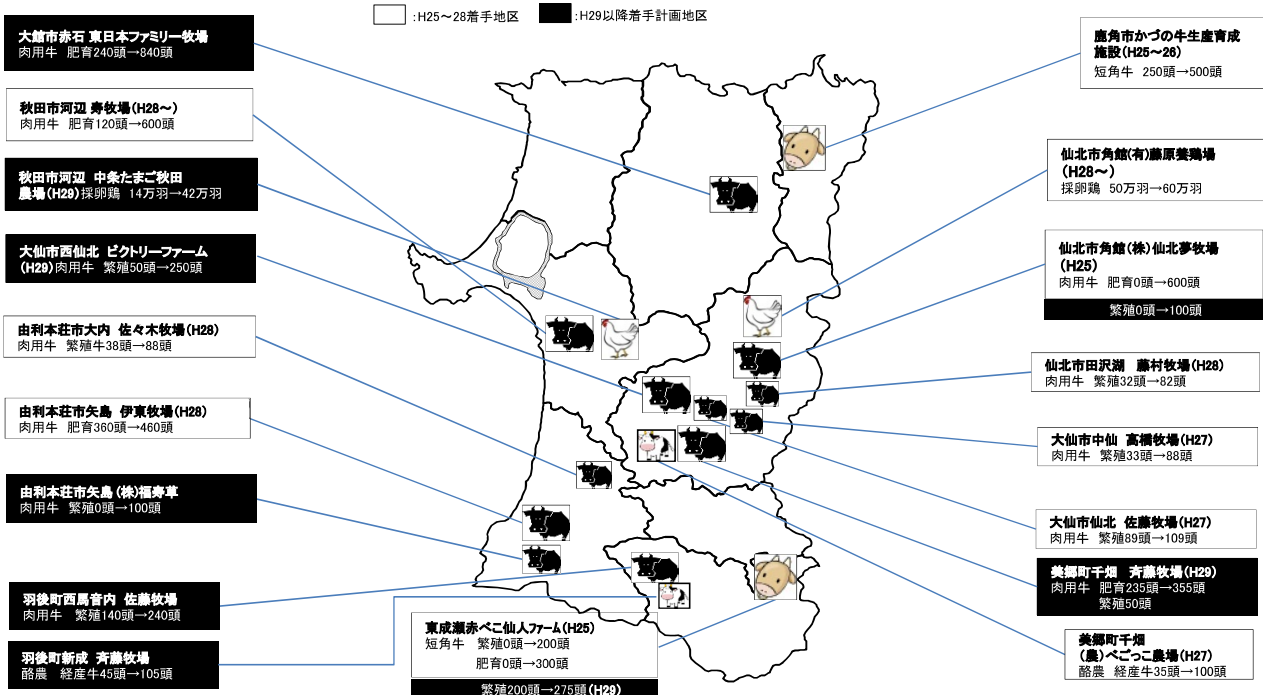 :H25～28着手地区
:H29以降着手計画地区
大館市赤石 東日本ファミリー牧場
肉用牛 肥育240頭→840頭
秋田市河辺 寿牧場(H28～)
肉用牛 肥育120頭→600頭
秋田市河辺 中条たまご秋田
農場(H29)採卵鶏 14万羽→42万羽
大仙市西仙北 ビクトリーファーム
(H29)肉用牛 繁殖50頭→250頭
由利本荘市大内 佐々木牧場(H28)
肉用牛 繁殖牛38頭→88頭
由利本荘市矢島 伊東牧場(H28)
肉用牛 肥育360頭→460頭
由利本荘市矢島 (株)福寿草
肉用牛 繁殖0頭→100頭
羽後町西馬音内 佐藤牧場
肉用牛 繁殖140頭→240頭
羽後町新成 斉藤牧場
酪農 経産牛45頭→105頭
東成瀬赤べこ仙人ファーム(H25)
短角牛 繁殖0頭→200頭
肥育0頭→300頭
繁殖200頭→275頭(H29)
鹿角市かづの牛生産育成
施設(H25～26)
短角牛 250頭→500頭
仙北市角館(有)藤原養鶏場
(H28～)
採卵鶏 50万羽→60万羽
仙北市角館(株)仙北夢牧場
(H25)
肉用牛 肥育0頭→600頭
繁殖0頭→100頭
仙北市田沢湖 藤村牧場(H28)
肉用牛 繁殖32頭→82頭
大仙市中仙 高橋牧場(H27)
肉用牛 繁殖33頭→88頭
大仙市仙北 佐藤牧場(H27)
肉用牛 繁殖89頭→109頭
美郷町千畑 斉藤牧場(H29)
肉用牛 肥育235頭→355頭
繁殖50頭
美郷町千畑
(農)べごっこ農場(H27)
酪農 経産牛35頭→100頭